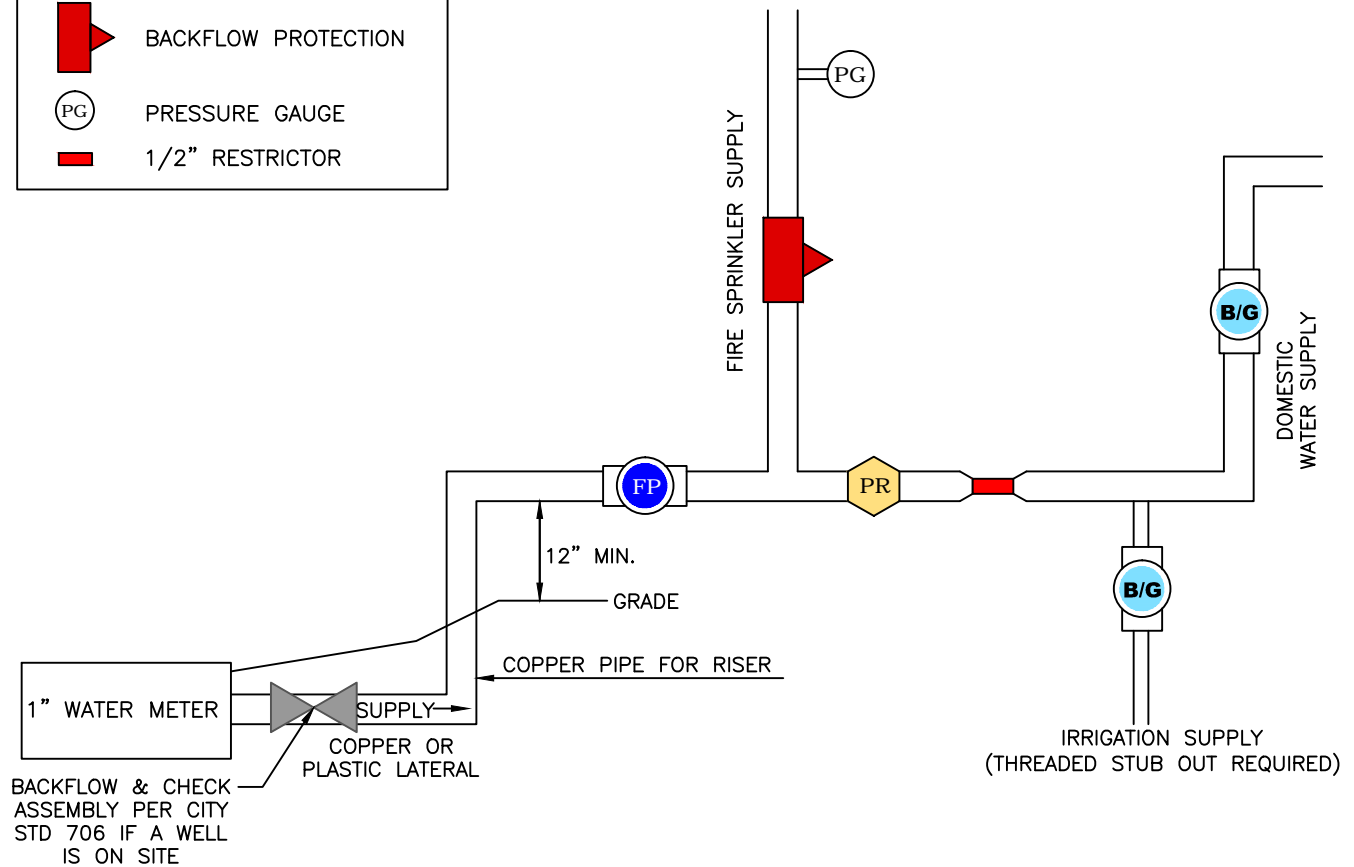 BACKFLOW PROTECTION
PG
PRESSURE GAUGE
1/2” RESTRICTOR
PG
FIRE SPRINKLER SUPPLY
B/G
DOMESTIC
WATER SUPPLY
FP
PR
12” MIN.
B/G
GRADE
COPPER PIPE FOR RISER
1” WATER METER
SUPPLY
COPPER OR
PLASTIC LATERAL
IRRIGATION SUPPLY
(THREADED STUB OUT REQUIRED)
BACKFLOW & CHECK
ASSEMBLY PER CITY
STD 706 IF A WELL
IS ON SITE